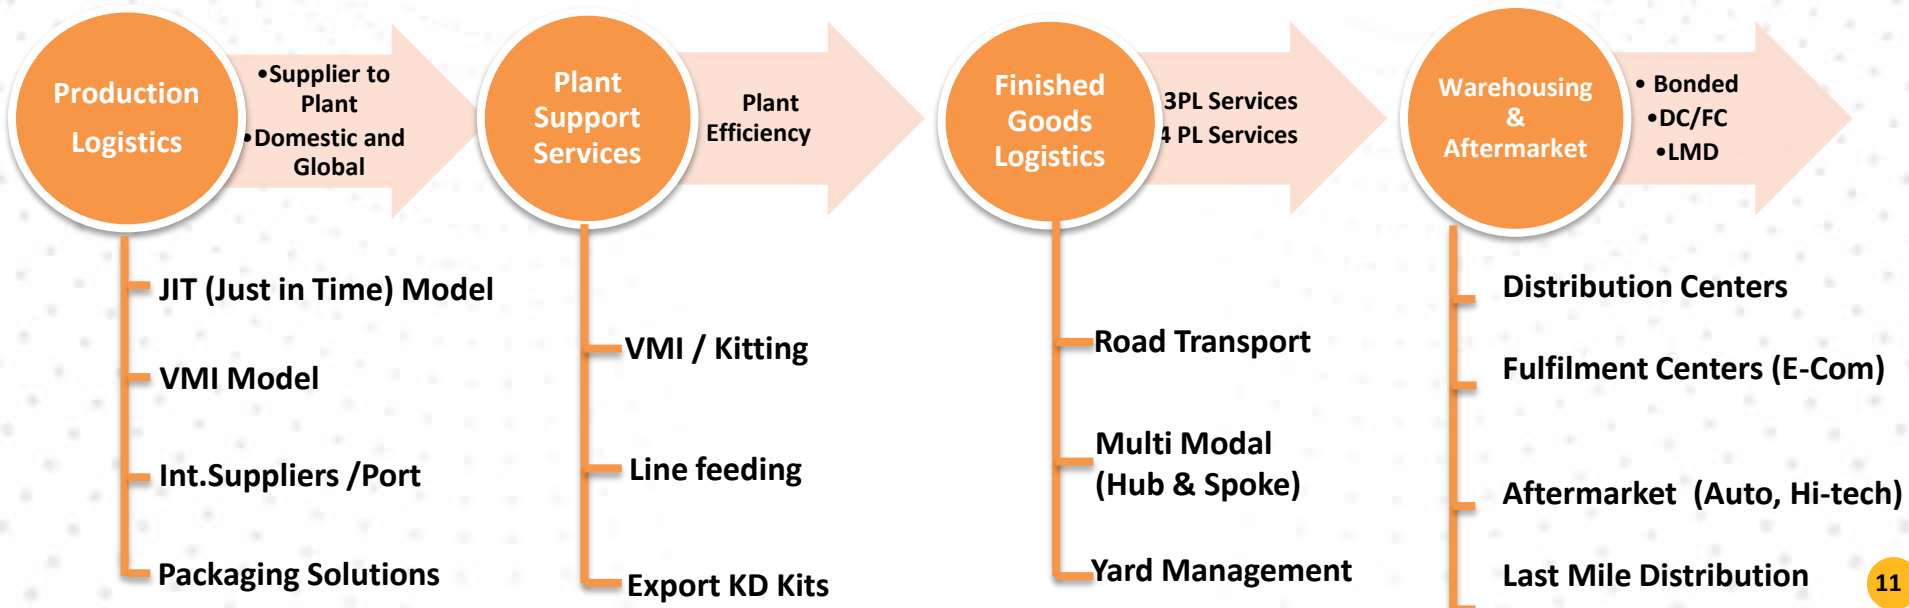 Production
Logistics
•Supplier to
Plant
•Domestic and
Global
JIT (Just in Time) Model
VMI Model
Int.Suppliers /Port
Packaging Solutions
Plant
Support
Services
Plant
Efficiency
VMI / Kitting
Line feeding
Export KD Kits
Finished
Goods
Logistics
3PL Services
4 PL Services
Road Transport
Multi Modal
(Hub & Spoke)
Yard Management
Warehousing
&
Aftermarket
• Bonded
•DC/FC
•LMD
Distribution Centers
Fulfilment Centers (E-Com)
Aftermarket (Auto, Hi-tech)
Last Mile Distribution
11